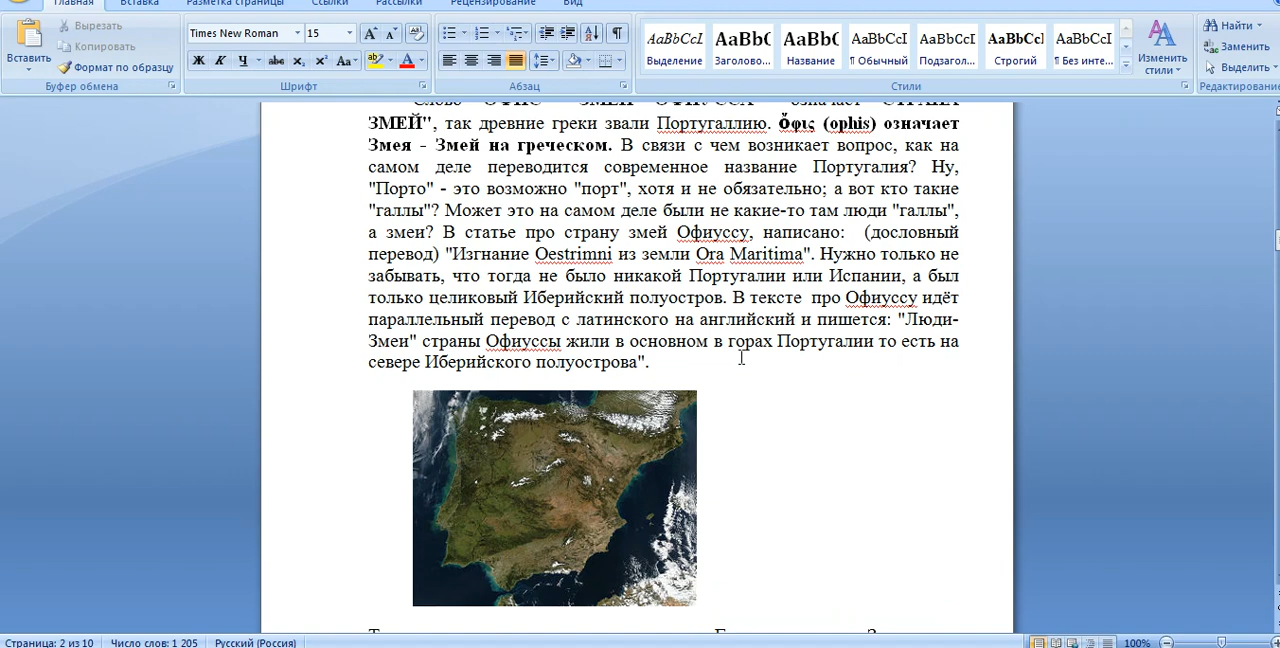 Главная Вставка Разметка страницы Ссылки Рассылки Рецензирование Вид
Вставить
Вырезать
Копировать
Формат по образцу
Буфер обмена
Times New Roman 15
Ж К Ч abc x₂ x² Aa
Шрифт
Абзац
AaBbCcI AaBbC AaBbC AaBbCcI AaBbCcI AaBbCcI AaBbCcI
Выделение Заголово... Название ¶ Обычный Подзагол... Строгий ¶ Без инте...
Изменить стили
Стили
Найти
Заменить
Выделить
Редактирование
ЗМЕЙ", так древние греки звали Португаллию. ὄφις (ophis) означает
Змея - Змей на греческом. В связи с чем возникает вопрос, как на
самом деле переводится современное название Португалия? Ну,
"Порто" - это возможно "порт", хотя и не обязательно; а вот кто такие
"галлы"? Может это на самом деле были не какие-то там люди "галлы",
а змеи? В статье про страну змей Офиуссу, написано: (дословный
перевод) "Изгнание Oestrimni из земли Ora Maritima". Нужно только не
забывать, что тогда не было никакой Португалии или Испании, а был
только целиковый Иберийский полуостров. В тексте про Офиуссу идёт
параллельный перевод с латинского на английский и пишется: "Люди-
Змеи" страны Офиуссы жили в основном в горах Португалии то есть на
севере Иберийского полуострова".
Страница: 2 из 10 Число слов: 1 205 Русский (Россия) 100%